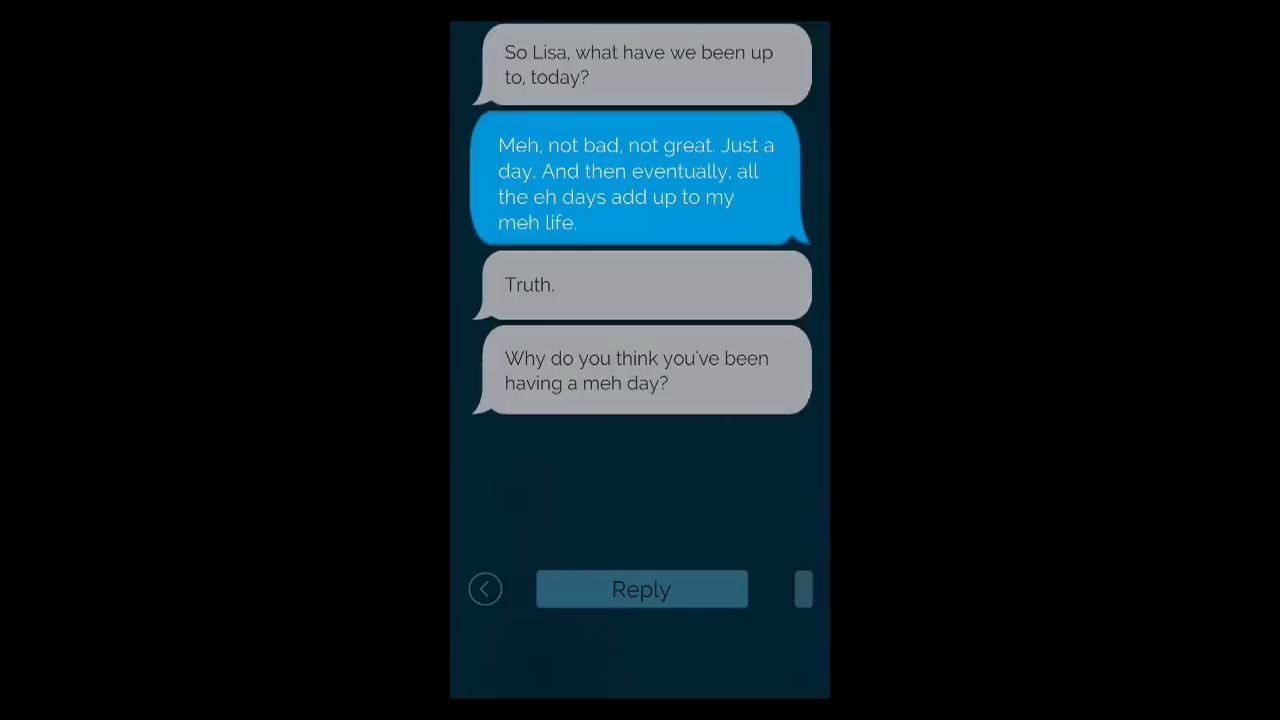 So Lisa, what have we been up
to, today?
Meh, not bad, not great. Just a
day. And then eventually, all
the eh days add up to my
meh life.
Truth.
Why do you think you've been
having a meh day?
Reply